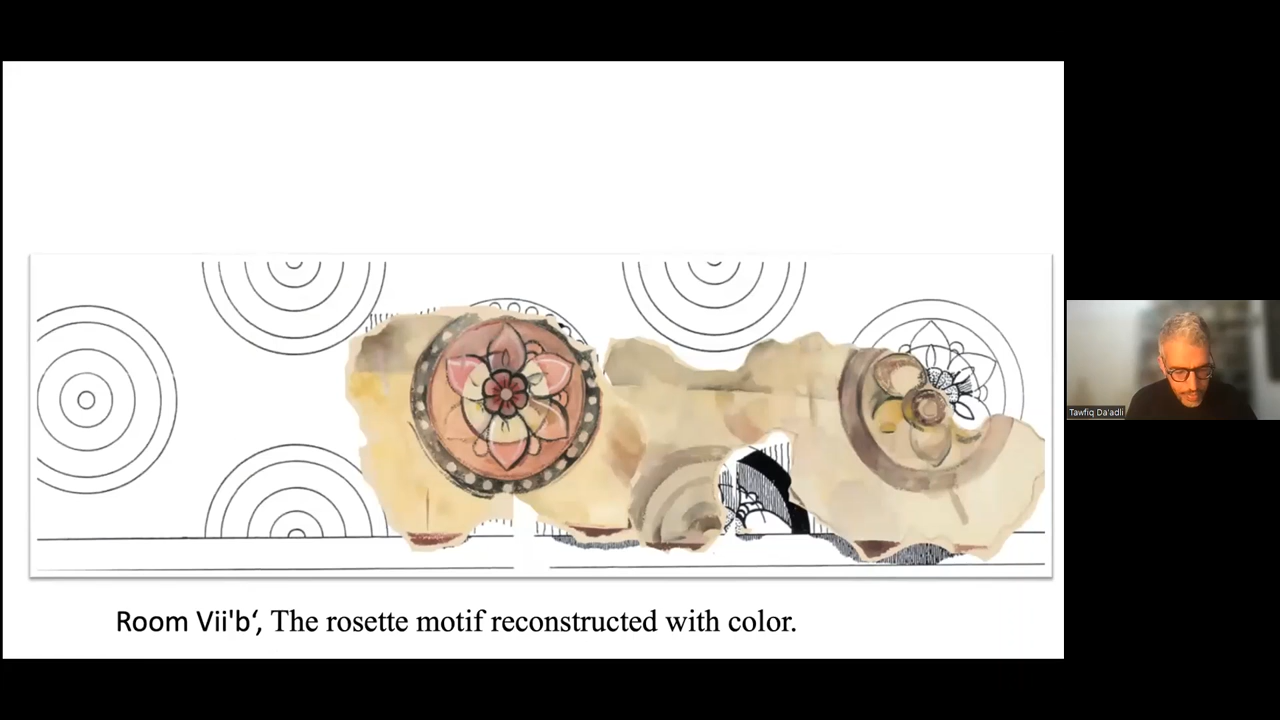 Room Vii'b‘, The rosette motif reconstructed with color.
Tawfiq Da'adli